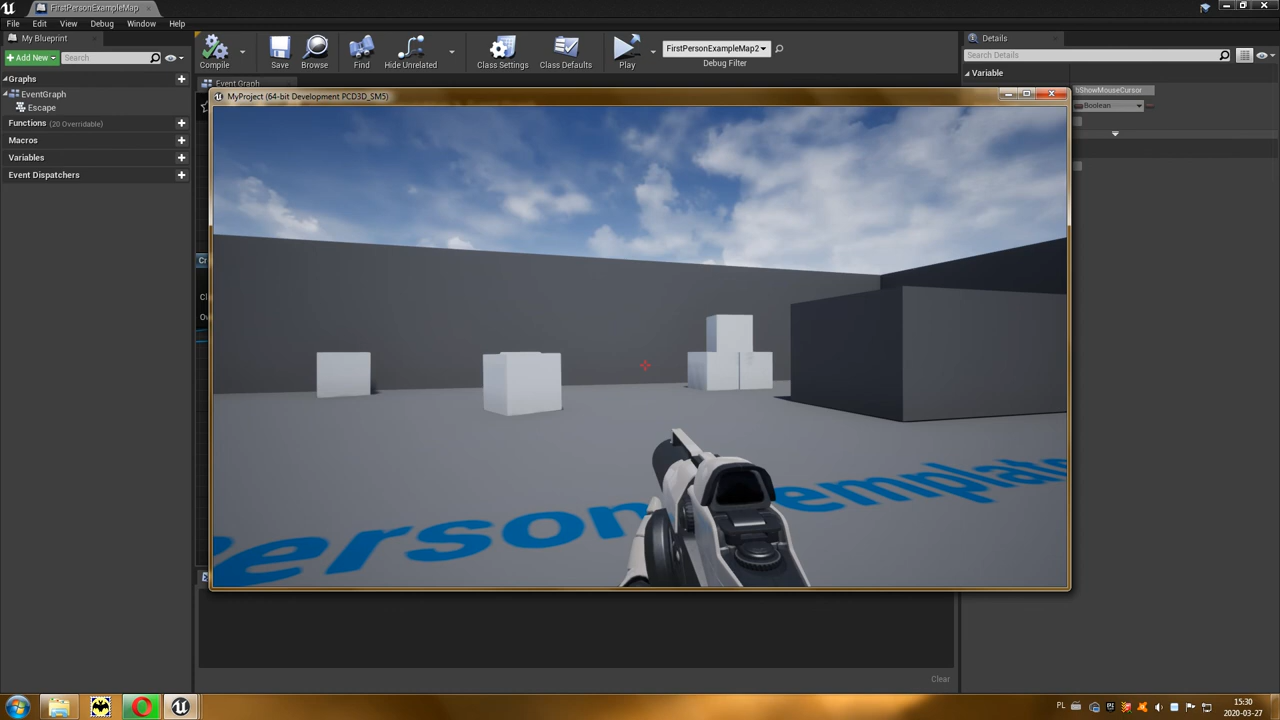 FirstPersonExampleMap
File Edit View Debug Window Help
My Blueprint
Add New
Search
Graphs
EventGraph
Escape
Functions (20 Overridable)
Macros
Variables
Event Dispatchers
Compile
Save
Browse
Find
Hide Unrelated
Class Settings
Class Defaults
Play
FirstPersonExampleMap2
Debug Filter
Event Graph
MyProject (64-bit Development PCD3D_SM5)
Details
Search Details
Variable
bShowMouseCursor
Boolean
Cr
Cl
erson Template
Clear
PL
15:30
2020-03-27